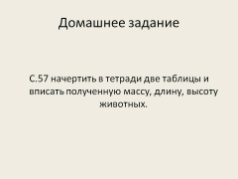 Домашнее задание
С.57 начертить в тетради две таблицы и
вписать полученную массу, длину, высоту
животных.